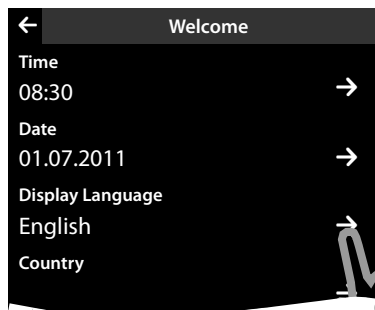 Welcome
Time
08:30
Date
01.07.2011
Display Language
English
Country